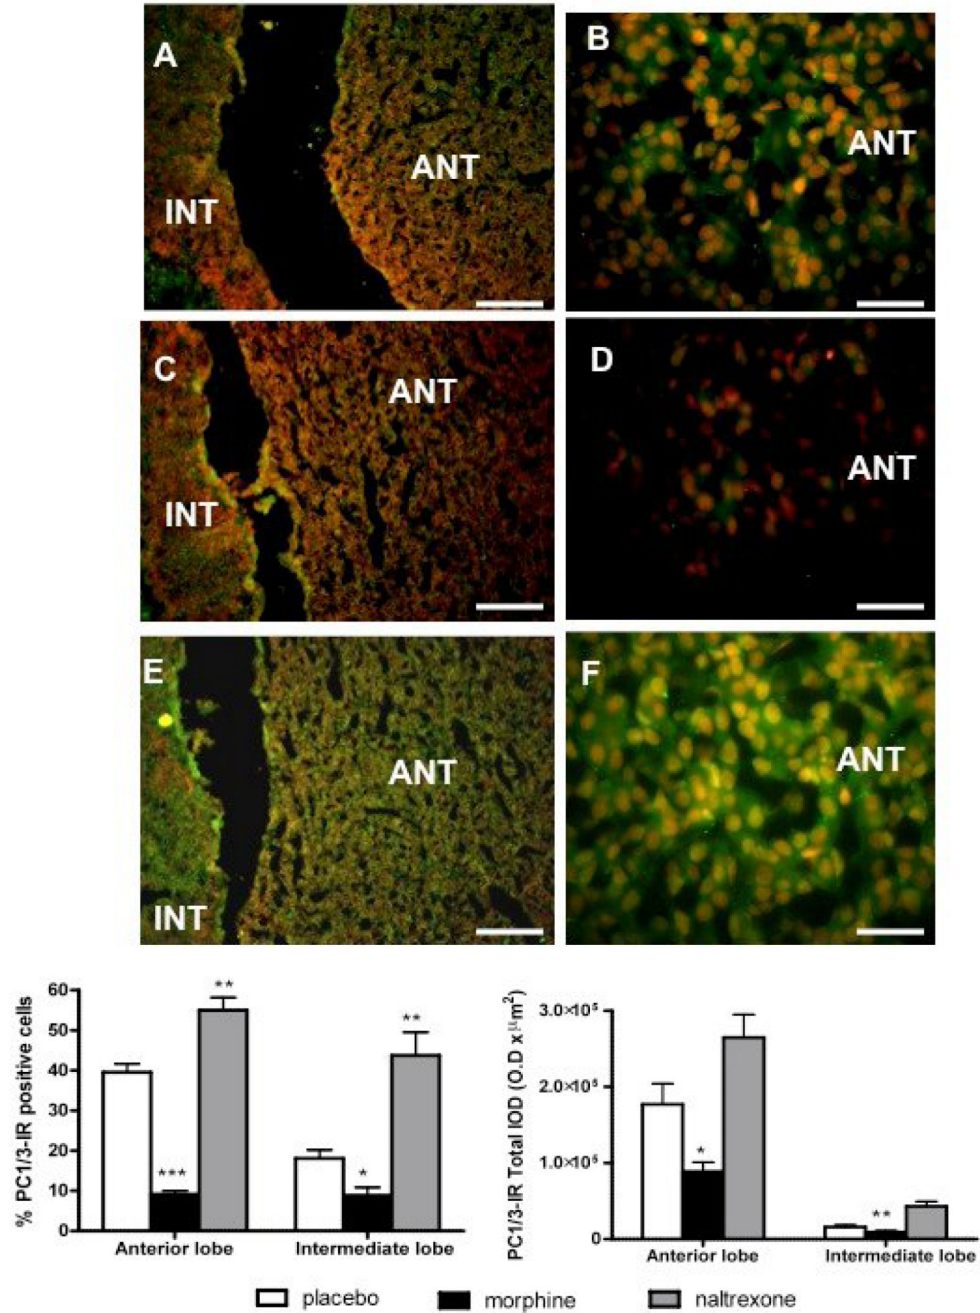 A
ANT
INT
B
ANT
C
ANT
INT
D
ANT
E
ANT
INT
F
ANT
% PC1/3-IR positive cells
60
50
40
30
20
10
0
**
***
**
*
Anterior lobe
Intermediate lobe
PC1/3-IR Total IOD (O.D x µm²)
3.0×10⁵
2.0×10⁵
1.0×10⁵
0
*
**
Anterior lobe
Intermediate lobe
placebo
morphine
naltrexone